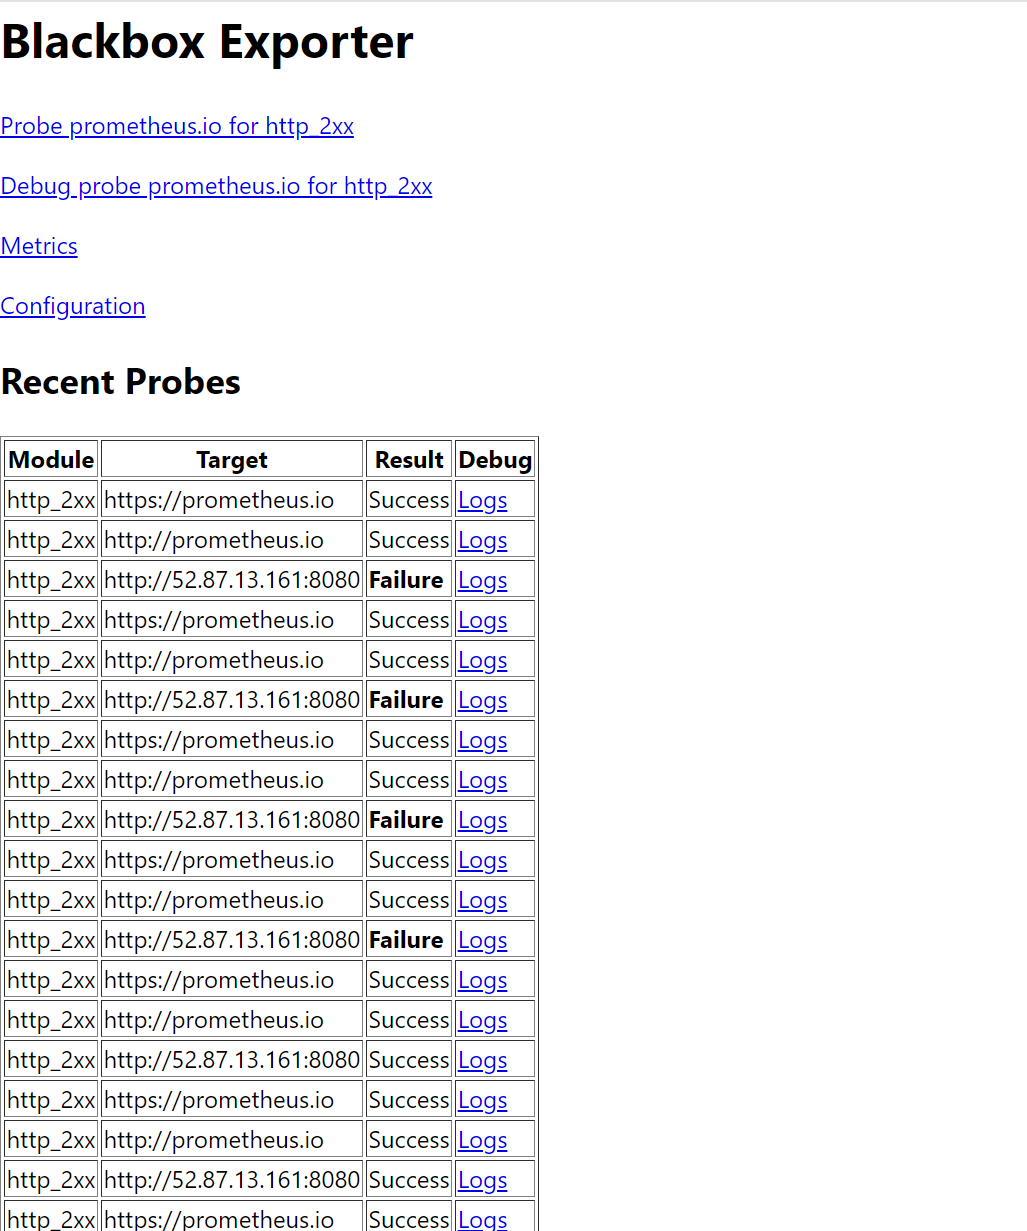 Blackbox Exporter
Probe prometheus.io for http_2xx
Debug probe prometheus.io for http_2xx
Metrics
Configuration
Recent Probes
Module Target Result Debug
http_2xx https://prometheus.io Success Logs
http_2xx http://prometheus.io Success Logs
http_2xx http://52.87.13.161:8080 Failure Logs
http_2xx https://prometheus.io Success Logs
http_2xx http://prometheus.io Success Logs
http_2xx http://52.87.13.161:8080 Failure Logs
http_2xx https://prometheus.io Success Logs
http_2xx http://prometheus.io Success Logs
http_2xx http://52.87.13.161:8080 Failure Logs
http_2xx https://prometheus.io Success Logs
http_2xx http://prometheus.io Success Logs
http_2xx http://52.87.13.161:8080 Failure Logs
http_2xx https://prometheus.io Success Logs
http_2xx http://prometheus.io Success Logs
http_2xx http://52.87.13.161:8080 Success Logs
http_2xx https://prometheus.io Success Logs
http_2xx http://prometheus.io Success Logs
http_2xx http://52.87.13.161:8080 Success Logs
http_2xx https://prometheus.io Success Logs